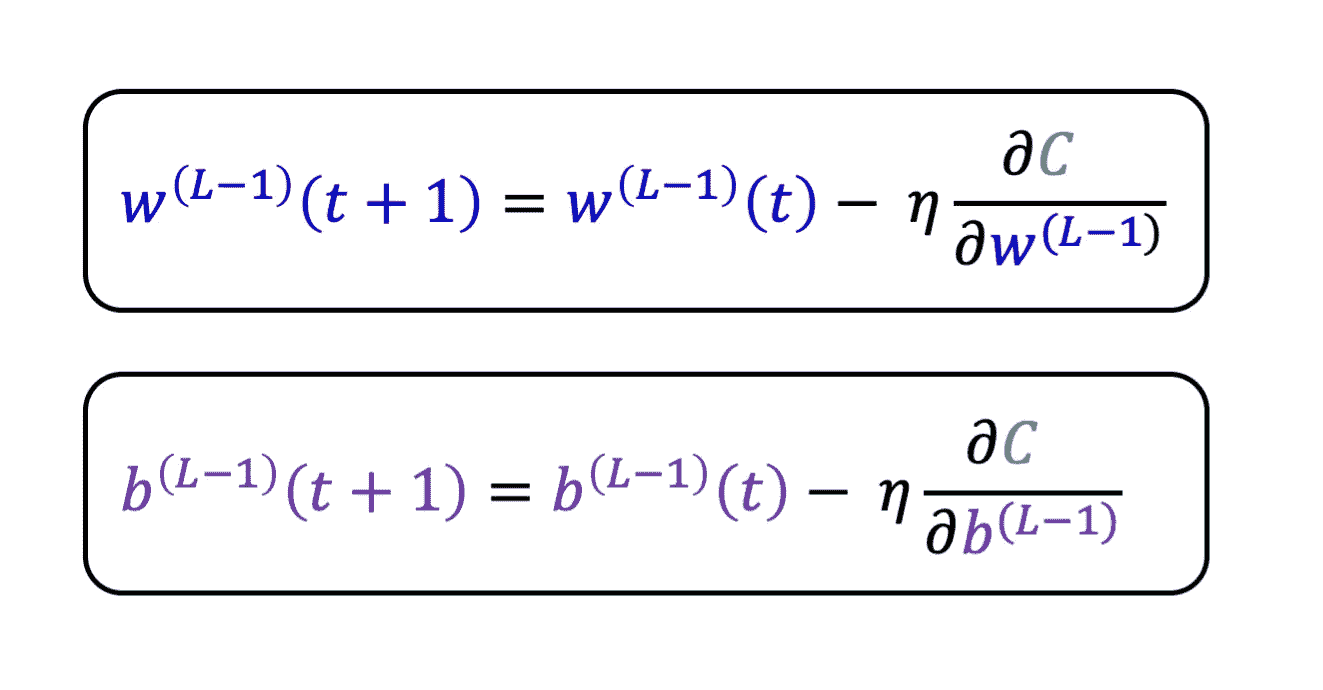 w^(L−1)(t + 1) = w^(L−1)(t) − η ∂C/∂w^(L−1)
b^(L−1)(t + 1) = b^(L−1)(t) − η ∂C/∂b^(L−1)